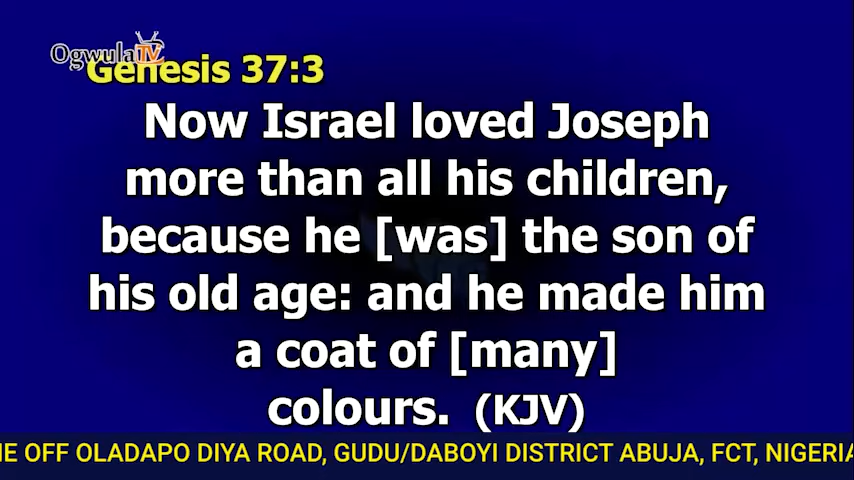 OgwulaTV
Genesis 37:3
Now Israel loved Joseph
more than all his children,
because he [was] the son of
his old age: and he made him
a coat of [many]
colours. (KJV)
OFF OLADAPO DIYA ROAD, GUDU/DABOYI DISTRICT ABUJA, FCT, NIGERIA